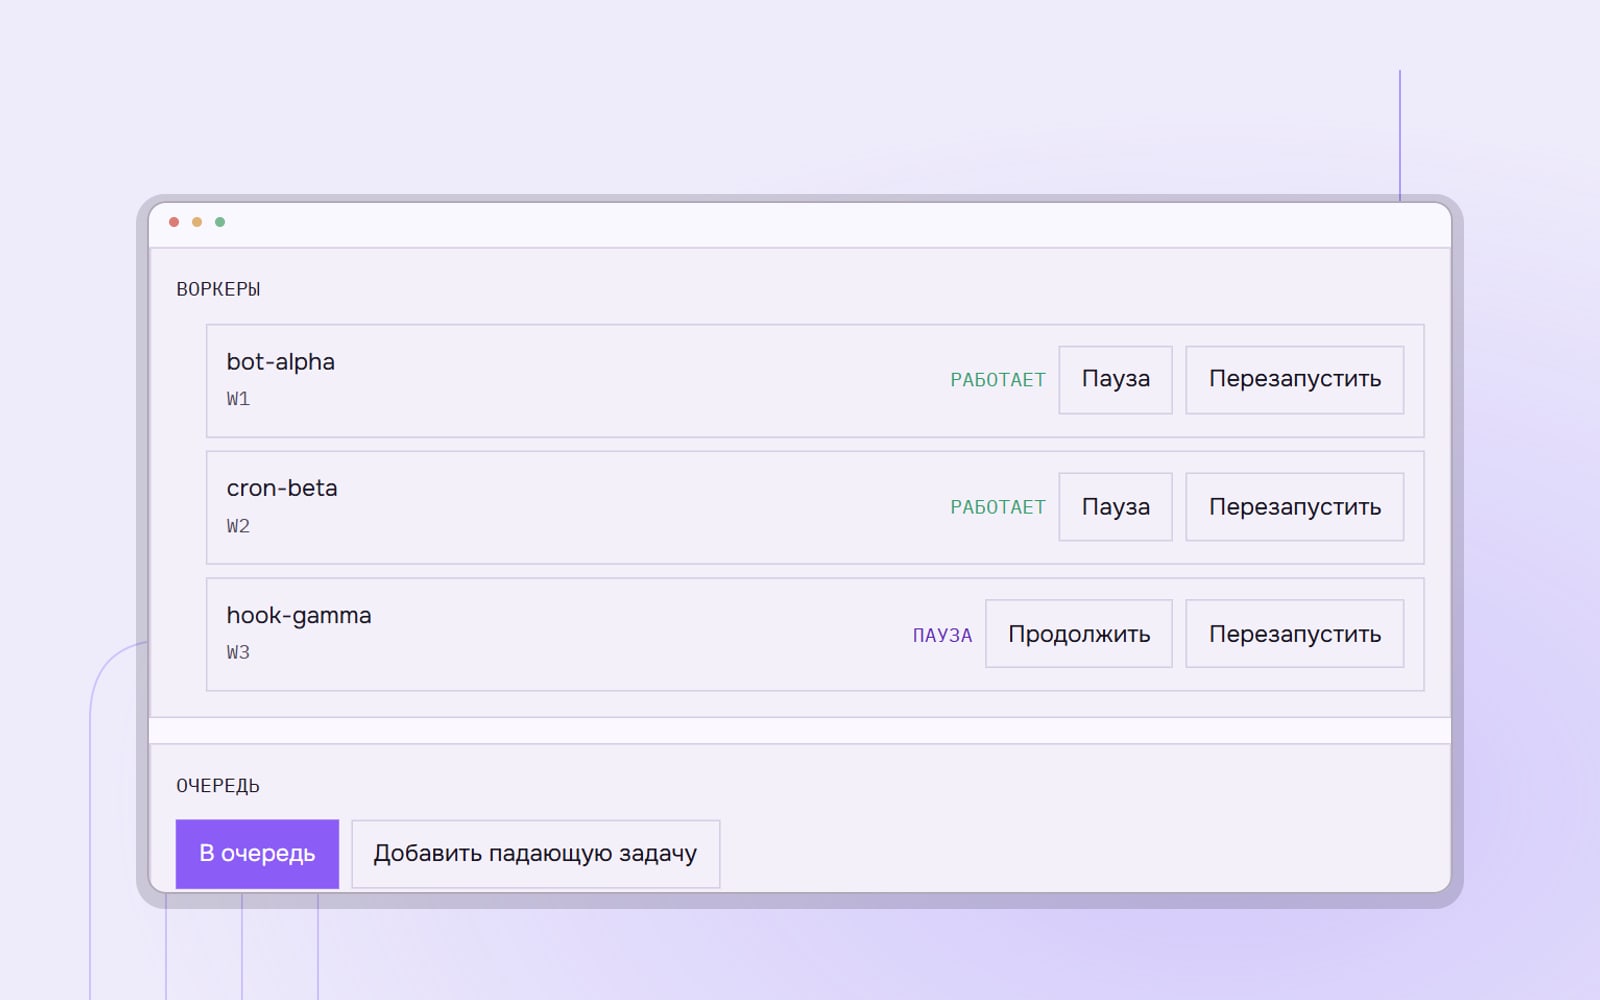 ВОРКЕРЫ
bot-alpha
W1
РАБОТАЕТ
Пауза
Перезапустить
cron-beta
W2
РАБОТАЕТ
Пауза
Перезапустить
hook-gamma
W3
ПАУЗА
Продолжить
Перезапустить
ОЧЕРЕДЬ
В очередь
Добавить падающую задачу